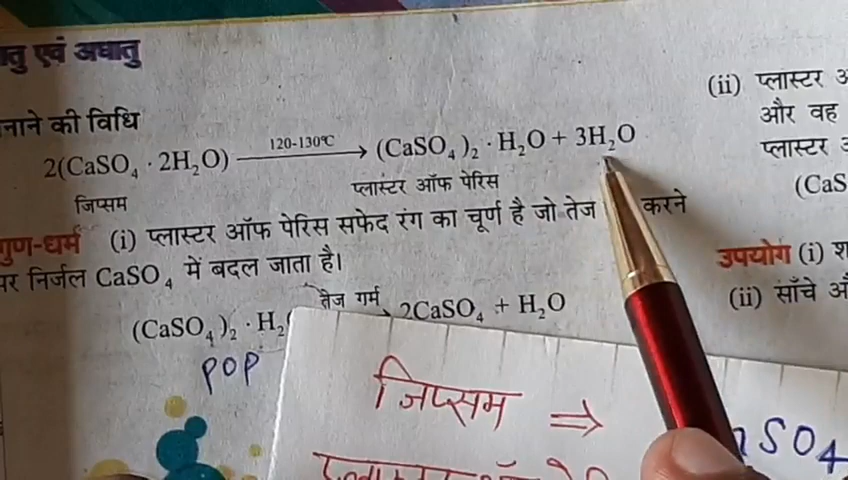 एवं अधातु
की विधि
2(CaSO₄ · 2H₂O) 120-130°C → (CaSO₄)₂ · H₂O + 3H₂O
जिप्सम प्लास्टर ऑफ पेरिस
गुण-धर्म (i) प्लास्टर ऑफ पेरिस सफेद रंग का चूर्ण है जो तेज करने
पर निर्जल CaSO₄ में बदल जाता है।
(CaSO₄)₂ · H₂ तेज गर्म 2CaSO₄ + H₂O
POP
जिप्सम ⇒ SO₄
(ii) प्लास्टर
और वह
प्लास्टर
(CaS
उपयोग (i)
(ii) साँचे